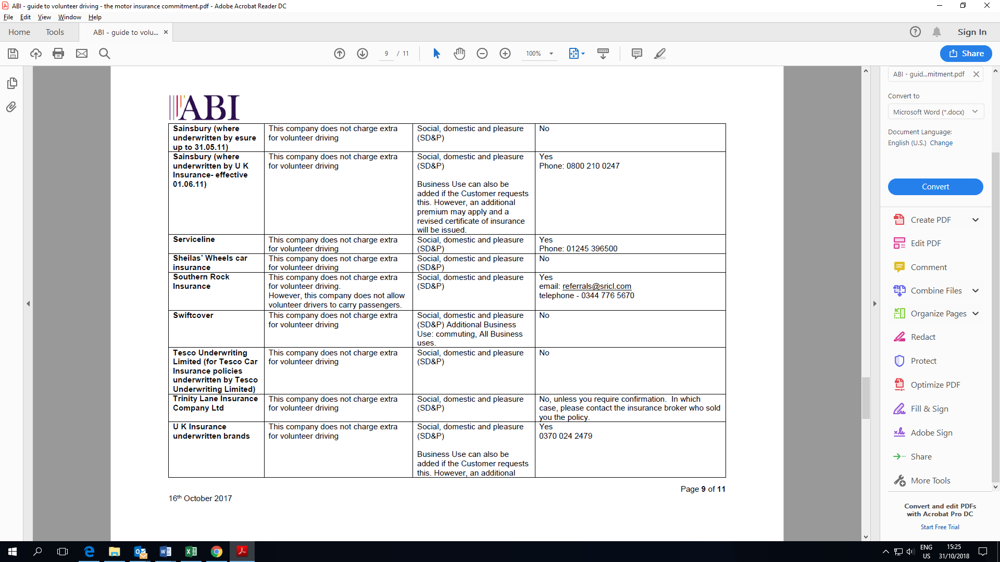 ABI - guide to volunteer driving - the motor insurance commitment.pdf - Adobe Acrobat Reader DC
File Edit View Window Help
Home Tools ABI - guide to volu... Sign In
9 / 11 100% Share
ABI
Sainsbury (where
underwritten by esure
up to 31.05.11)
This company does not charge extra
for volunteer driving
Social, domestic and pleasure
(SD&P)
No
Sainsbury (where
underwritten by U K
Insurance- effective
01.06.11)
This company does not charge extra
for volunteer driving
Social, domestic and pleasure
(SD&P)
Business Use can also be
added if the Customer requests
this. However, an additional
premium may apply and a
revised certificate of insurance
will be issued.
Yes
Phone: 0800 210 0247
Serviceline
This company does not charge extra
for volunteer driving
Social, domestic and pleasure
(SD&P)
Yes
Phone: 01245 396500
Sheilas' Wheels car
insurance
This company does not charge extra
for volunteer driving
Social, domestic and pleasure
(SD&P)
No
Southern Rock
Insurance
This company does not charge extra
for volunteer driving.
However, this company does not allow
volunteer drivers to carry passengers.
Social, domestic and pleasure
(SD&P)
Yes
email: referrals@sricl.com
telephone - 0344 776 5670
Swiftcover
This company does not charge extra
for volunteer driving
Social, domestic and pleasure
(SD&P) Additional Business
Use: commuting, All Business
uses.
No
Tesco Underwriting
Limited (for Tesco Car
Insurance policies
underwritten by Tesco
Underwriting Limited)
This company does not charge extra
for volunteer driving
Social, domestic and pleasure
(SD&P)
No
Trinity Lane Insurance
Company Ltd
This company does not charge extra
for volunteer driving
Social, domestic and pleasure
(SD&P)
No, unless you require confirmation. In which
case, please contact the insurance broker who sold
you the policy.
U K Insurance
underwritten brands
This company does not charge extra
for volunteer driving
Social, domestic and pleasure
(SD&P)
Business Use can also be
added if the Customer requests
this. However, an additional
Yes
0370 024 2479
Page 9 of 11
16th October 2017
ABI - guid...mitment.pdf
Convert to
Microsoft Word (*.docx)
Document Language:
English (U.S.) Change
Convert
Create PDF
Edit PDF
Comment
Combine Files
Organize Pages
Redact
Protect
Optimize PDF
Fill & Sign
Adobe Sign
Share
More Tools
Convert and edit PDFs
with Acrobat Pro DC
Start Free Trial
ENG
US
15:25
31/10/2018